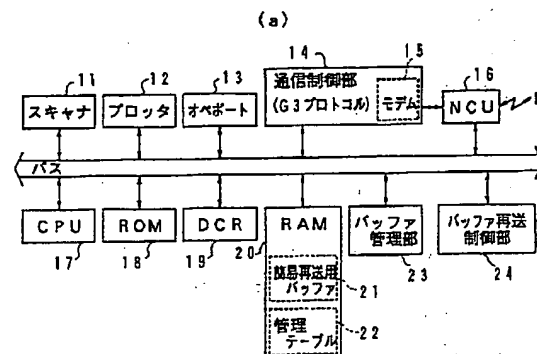 (a)
14
15
11
12
13
通信制御部
16
スキャナ
プロッタ
オペポート
(G3プロトコル)
モデム
NCU
バス
CPU
ROM
DCR
RAM
バッファ
管理部
バッファ再送
制御部
17
18
19
20
23
24
簡易再送用
バッファ
21
管理
テーブル
22